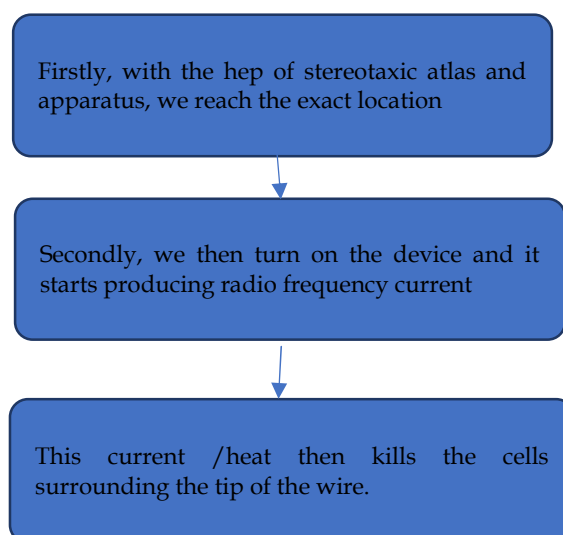 Firstly, with the hep of stereotaxic atlas and
apparatus, we reach the exact location
Secondly, we then turn on the device and it
starts producing radio frequency current
This current /heat then kills the cells
surrounding the tip of the wire.